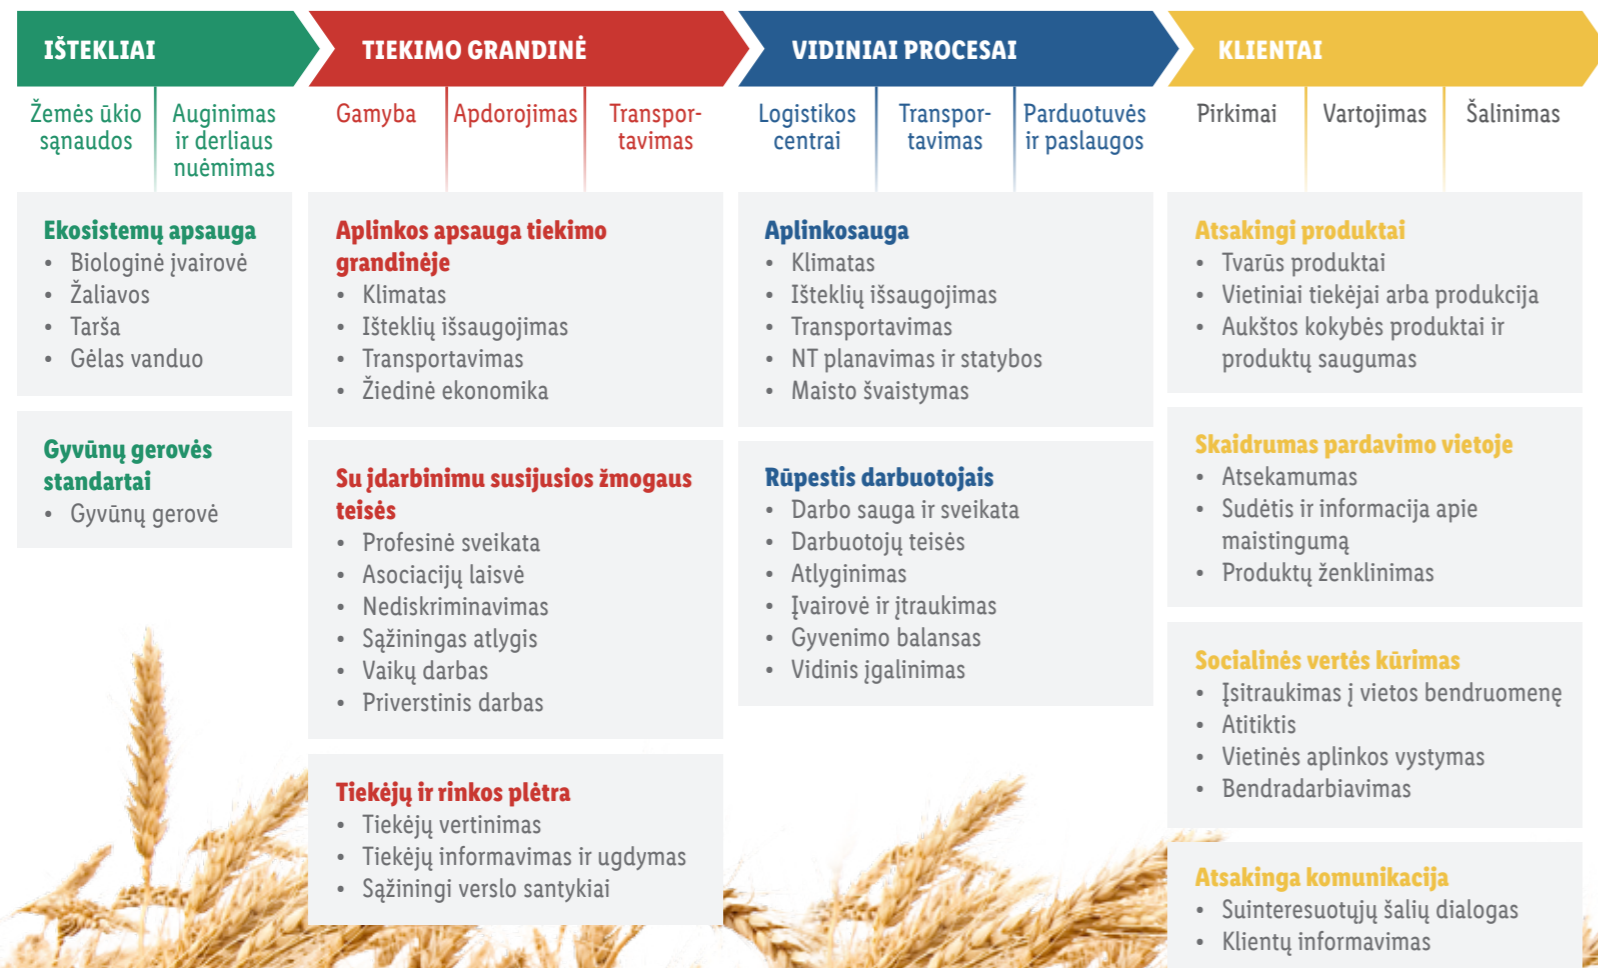 IŠTEKLIAI
TIEKIMO GRANDINĖ
VIDINIAI PROCESAI
KLIENTAI
Žemės ūkio
sąnaudos
Auginimas
ir derliaus
nuėmimas
Gamyba
Apdorojimas
Transpor-
tavimas
Logistikos
centrai
Transpor-
tavimas
Parduotuvės
ir paslaugos
Pirkimai
Vartojimas
Šalinimas
Ekosistemų apsauga
• Biologinė įvairovė
• Žaliavos
• Tarša
• Gėlas vanduo
Gyvūnų gerovės
standartai
• Gyvūnų gerovė
Aplinkos apsauga tiekimo
grandinėje
• Klimatas
• Išteklių išsaugojimas
• Transportavimas
• Žiedinė ekonomika
Su įdarbinimu susijusios žmogaus
teisės
• Profesinė sveikata
• Asociacijų laisvė
• Nediskriminavimas
• Sąžiningas atlygis
• Vaikų darbas
• Priverstinis darbas
Tiekėjų ir rinkos plėtra
• Tiekėjų vertinimas
• Tiekėjų informavimas ir ugdymas
• Sąžiningi verslo santykiai
Aplinkosauga
• Klimatas
• Išteklių išsaugojimas
• Transportavimas
• NT planavimas ir statybos
• Maisto švaistymas
Rūpestis darbuotojais
• Darbo sauga ir sveikata
• Darbuotojų teisės
• Atlyginimas
• Įvairovė ir įtraukimas
• Gyvenimo balansas
• Vidinis įgalinimas
Atsakingi produktai
• Tvarūs produktai
• Vietiniai tiekėjai arba produkcija
• Aukštos kokybės produktai ir
produktų saugumas
Skaidrumas pardavimo vietoje
• Atsekamumas
• Sudėtis ir informacija apie
maistingumą
• Produktų ženklinimas
Socialinės vertės kūrimas
• Įsitraukimas į vietos bendruomenę
• Atitiktis
• Vietinės aplinkos vystymas
• Bendradarbiavimas
Atsakinga komunikacija
• Suinteresuotųjų šalių dialogas
• Klientų informavimas